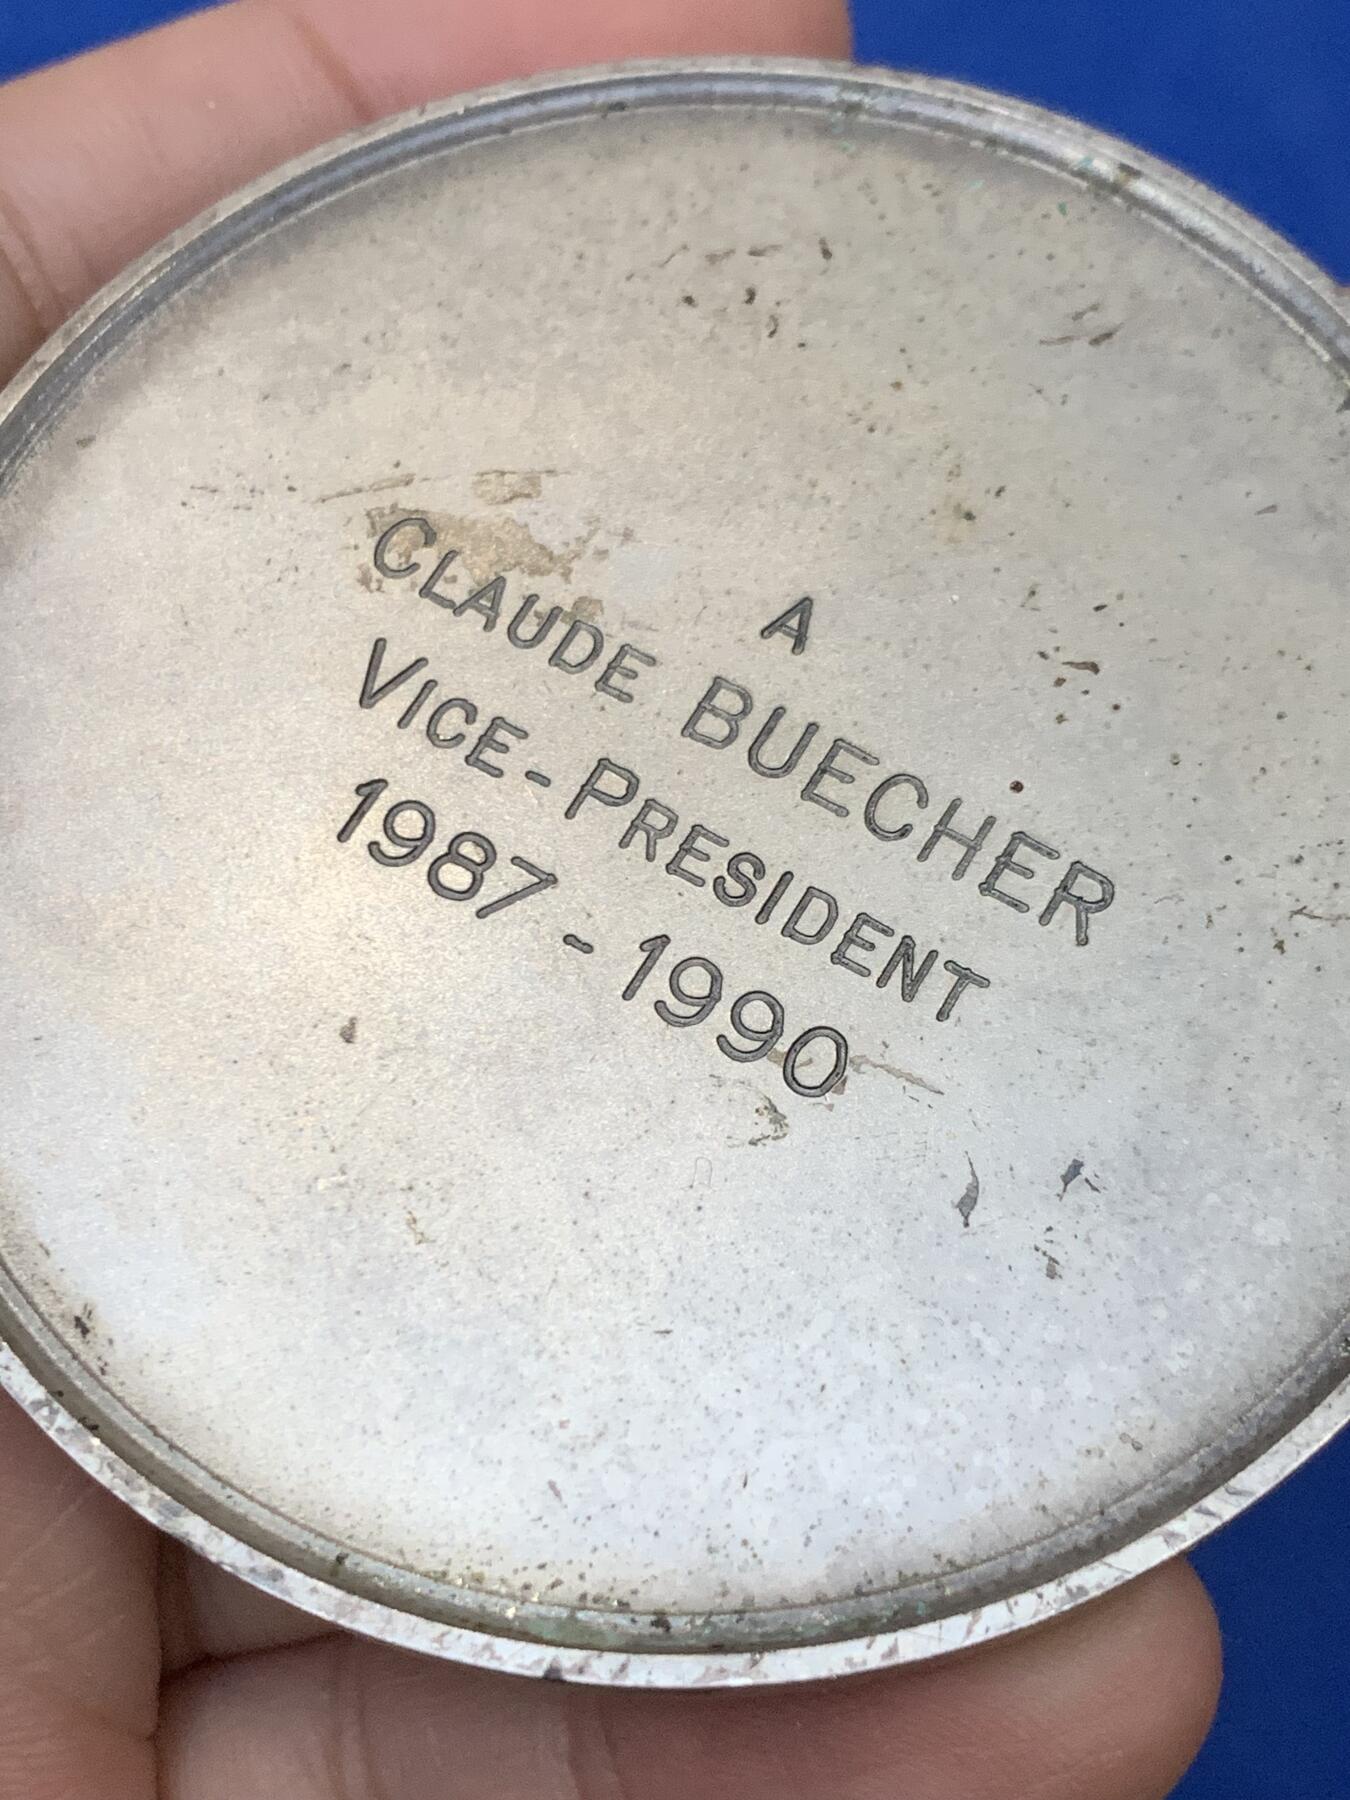 A
CLAUDE BUECHER
VICE-PRESIDENT
1987 - 1990